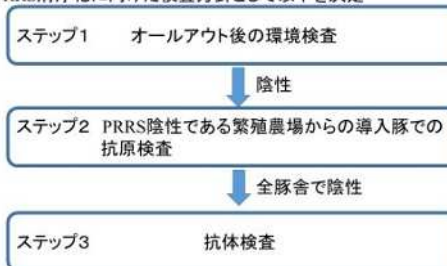 ステップ1 オールアウト後の環境検査
陰性
ステップ2 PRRS陰性である繁殖農場からの導入豚での
抗原検査
全豚舎で陰性
ステップ3 抗体検査